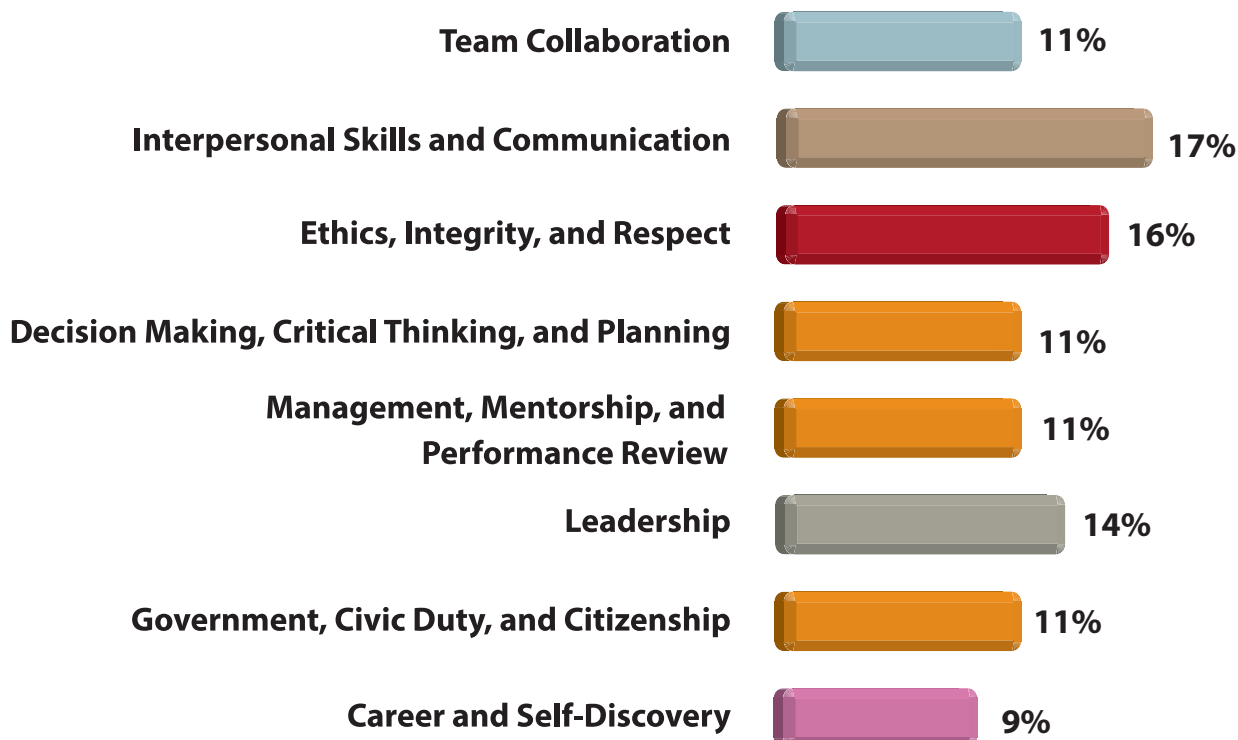 Team Collaboration 11%
Interpersonal Skills and Communication 17%
Ethics, Integrity, and Respect 16%
Decision Making, Critical Thinking, and Planning 11%
Management, Mentorship, and
Performance Review 11%
Leadership 14%
Government, Civic Duty, and Citizenship 11%
Career and Self-Discovery 9%